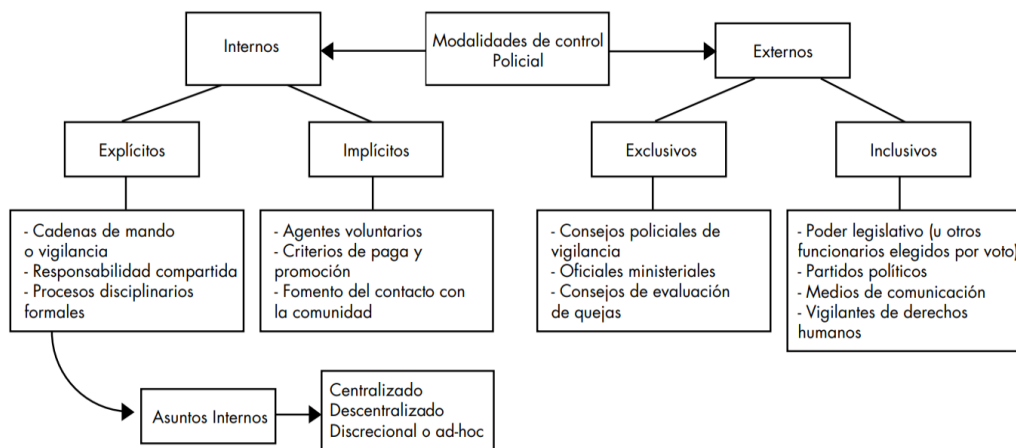 Modalidades de control
Policial
Internos
Externos
Explícitos
Implícitos
Exclusivos
Inclusivos
- Cadenas de mando
o vigilancia
- Responsabilidad compartida
- Procesos disciplinarios
formales
- Agentes voluntarios
- Criterios de paga y
promoción
- Fomento del contacto con
la comunidad
- Consejos policiales de
vigilancia
- Oficiales ministeriales
- Consejos de evaluación
de quejas
- Poder legislativo (u otros
funcionarios elegidos por voto)
- Partidos políticos
- Medios de comunicación
- Vigilantes de derechos
humanos
Asuntos Internos
Centralizado
Descentralizado
Discrecional o ad-hoc